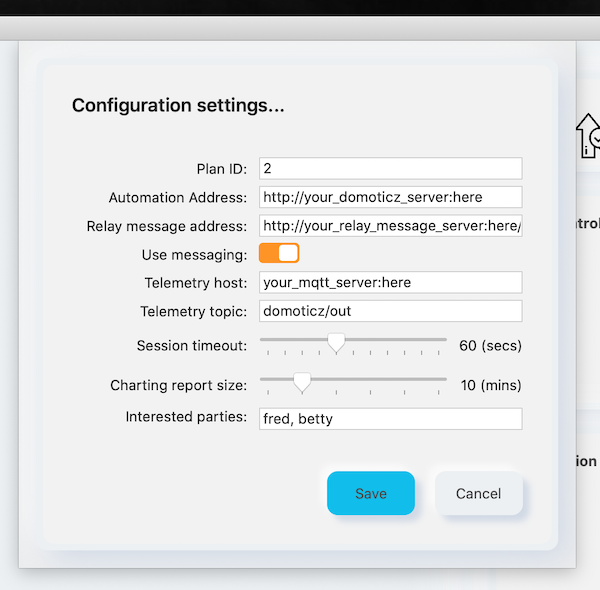 Configuration settings...
Plan ID: 2
Automation Address: http://your_domoticz_server:here
Relay message address: http://your_relay_message_server:here/
Use messaging:
Telemetry host: your_mqtt_server:here
Telemetry topic: domoticz/out
Session timeout: 60 (secs)
Charting report size: 10 (mins)
Interested parties: fred, betty
Save Cancel
i
trol
ion